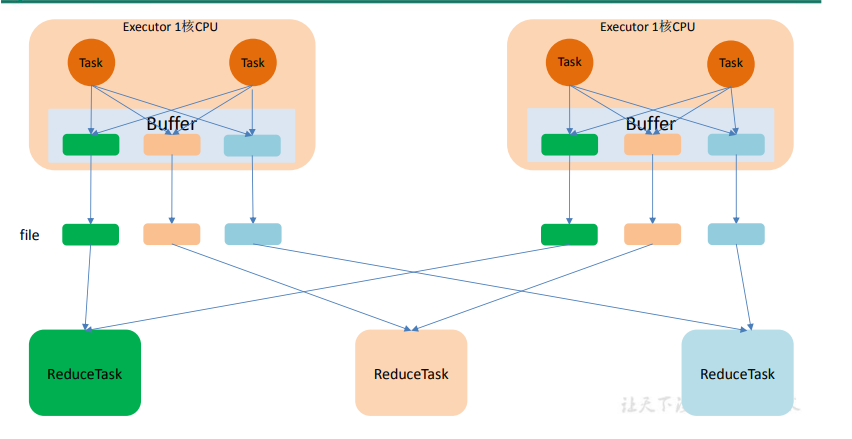 Executor 1核CPU
Executor 1核CPU
Task
Task
Task
Task
Buffer
Buffer
file
ReduceTask
ReduceTask
ReduceTask
让天下